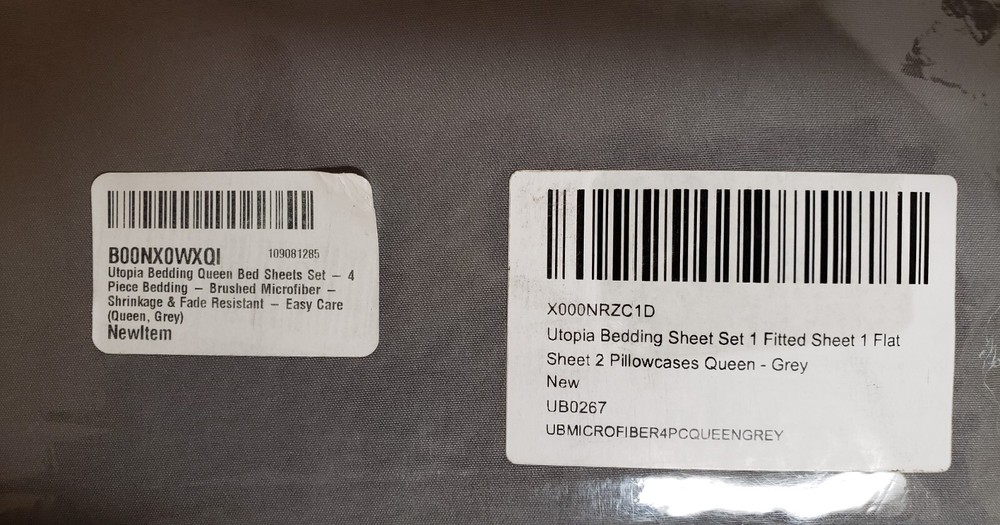 B00NX0WXQI 109081285
Utopia Bedding Queen Bed Sheets Set – 4
Piece Bedding – Brushed Microfiber –
Shrinkage & Fade Resistant – Easy Care
(Queen, Grey)
NewItem
X000NRZC1D
Utopia Bedding Sheet Set 1 Fitted Sheet 1 Flat
Sheet 2 Pillowcases Queen - Grey
New
UB0267
UBMICROFIBER4PCQUEENGREY